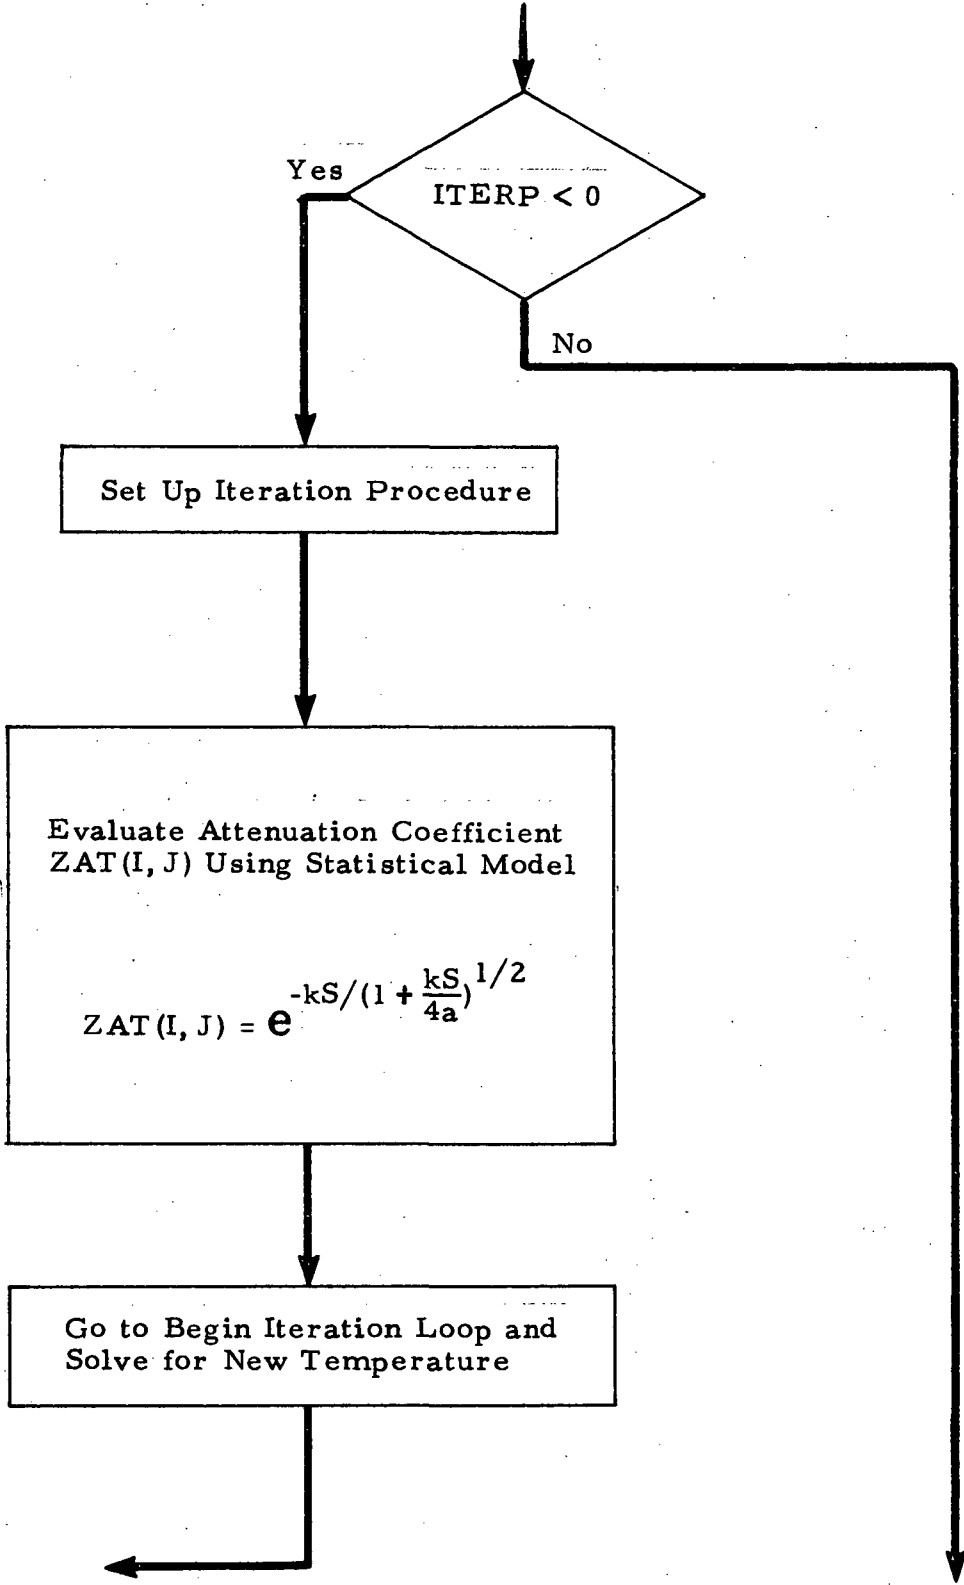 Yes
ITERP < 0
No
Set Up Iteration Procedure
Evaluate Attenuation Coefficient
ZAT(I, J) Using Statistical Model
ZAT(I, J) = e^{-kS/(1 + \frac{kS}{4a})^{1/2}}
Go to Begin Iteration Loop and
Solve for New Temperature